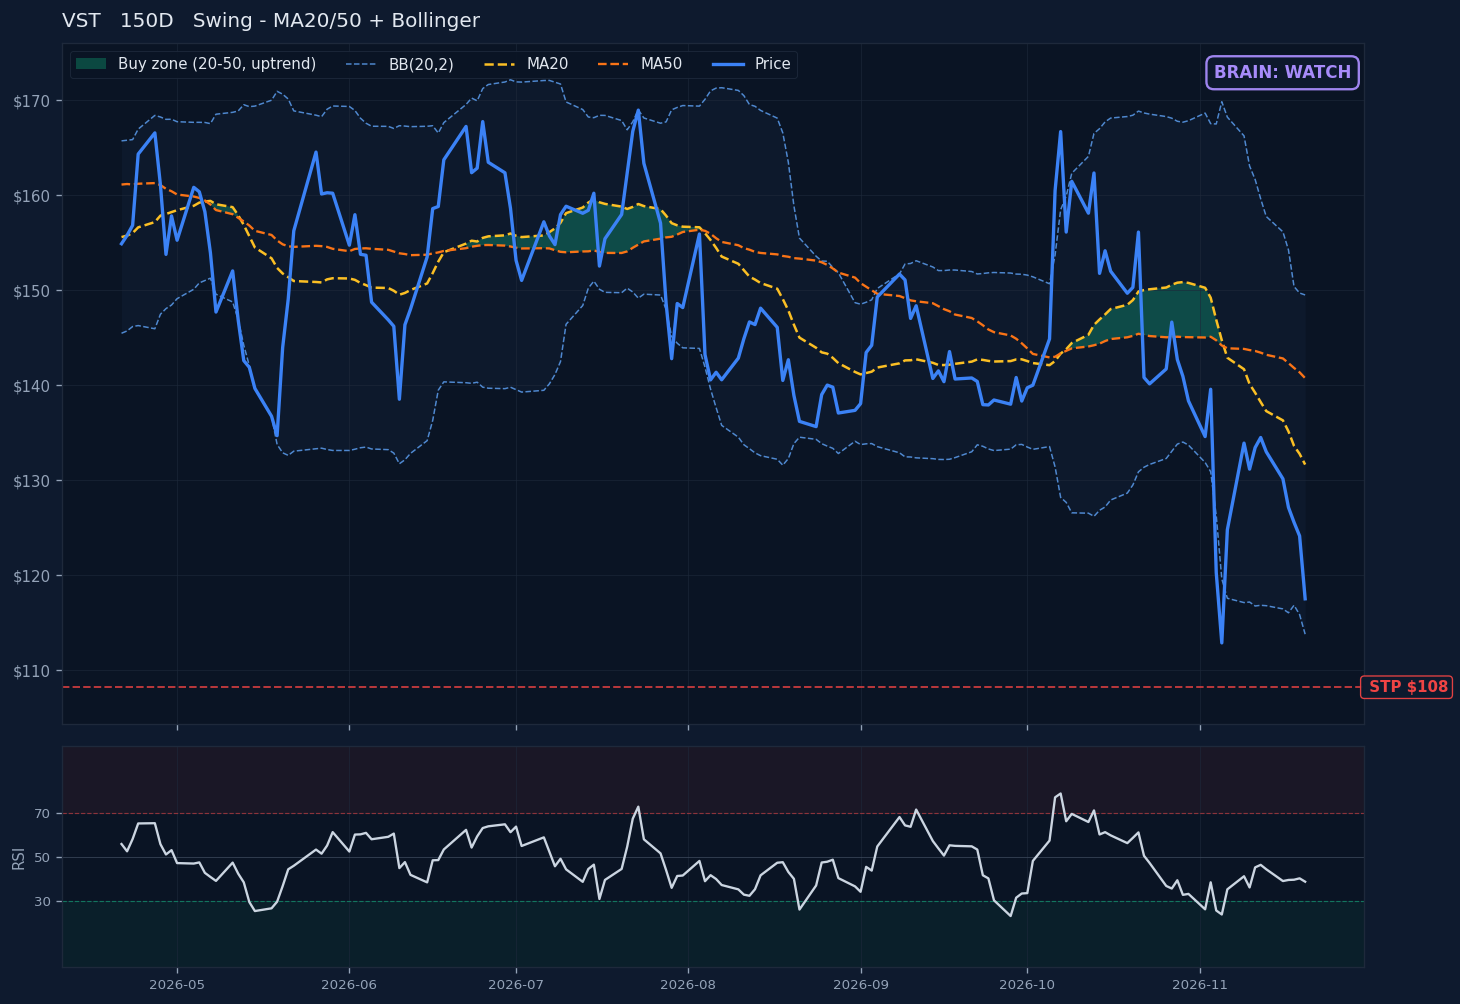 VST 150D Swing - MA20/50 + Bollinger
Buy zone (20-50, uptrend) BB(20,2) MA20 MA50 Price
BRAIN: WATCH
$170
$160
$150
$140
$130
$120
$110
STP $108
RSI
70
50
30
2026-05 2026-06 2026-07 2026-08 2026-09 2026-10 2026-11